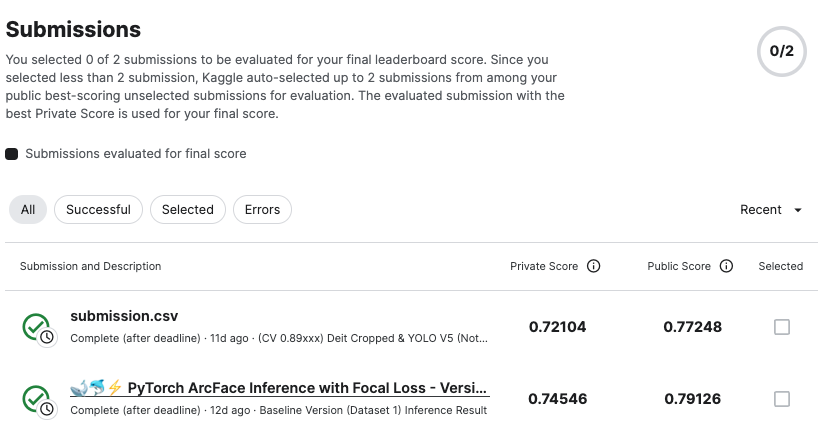 Submissions
You selected 0 of 2 submissions to be evaluated for your final leaderboard score. Since you
selected less than 2 submission, Kaggle auto-selected up to 2 submissions from among your
public best-scoring unselected submissions for evaluation. The evaluated submission with the
best Private Score is used for your final score.
0/2
Submissions evaluated for final score
All Successful Selected Errors Recent
Submission and Description Private Score Public Score Selected
submission.csv
Complete (after deadline) · 11d ago · (CV 0.89xxx) Deit Cropped & YOLO V5 (Not...
0.72104 0.77248
🐳🐬⚡ PyTorch ArcFace Inference with Focal Loss - Versi...
Complete (after deadline) · 12d ago · Baseline Version (Dataset 1) Inference Result
0.74546 0.79126